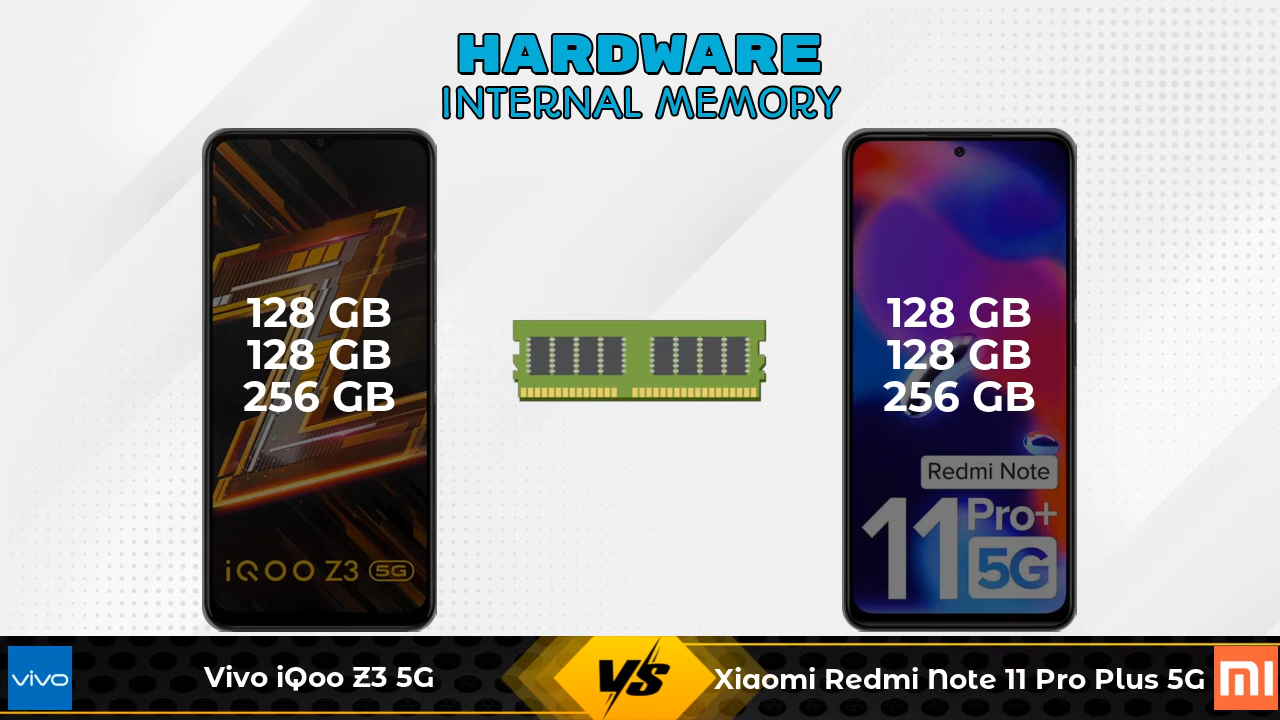 HARDWARE
INTERNAL MEMORY
128 GB
128 GB
256 GB
iQOO Z3 5G
128 GB
128 GB
256 GB
Redmi Note
11 Pro+
5G
vivo
Vivo iQoo Z3 5G
VS
Xiaomi Redmi Note 11 Pro Plus 5G
mi